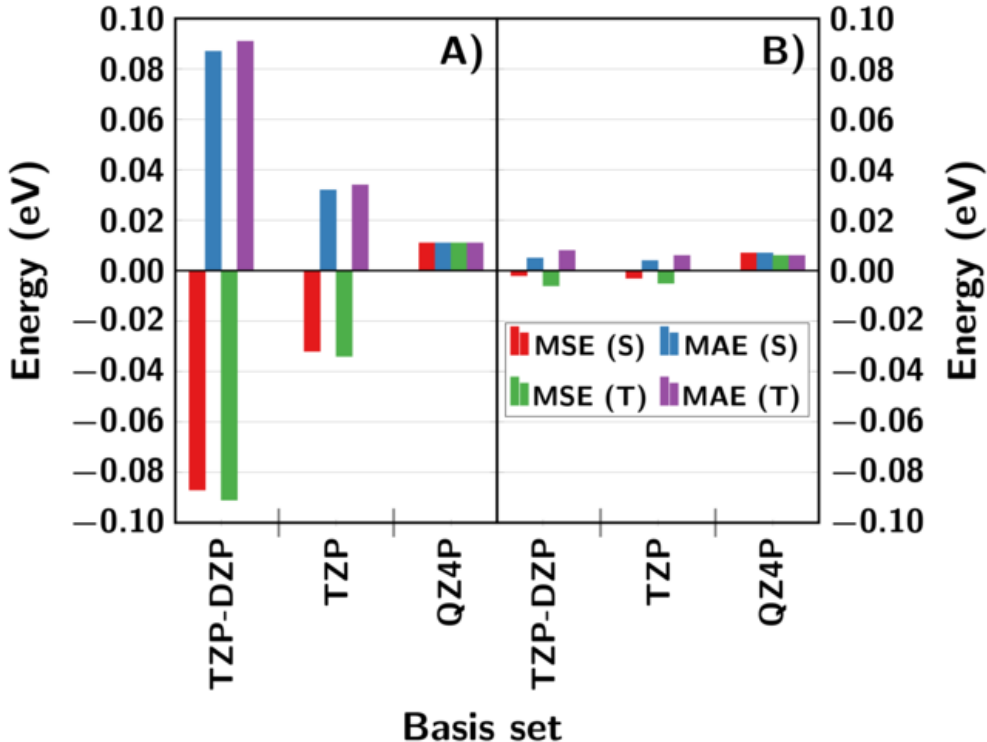 0.10
0.08
0.06
0.04
0.02
0.00
−0.02
−0.04
−0.06
−0.08
−0.10
Energy (eV)
A)
B)
0.10
0.08
0.06
0.04
0.02
0.00
−0.02
−0.04
−0.06
−0.08
−0.10
Energy (eV)
MSE (S) MAE (S)
MSE (T) MAE (T)
TZP-DZP
TZP
QZ4P
TZP-DZP
TZP
QZ4P
Basis set